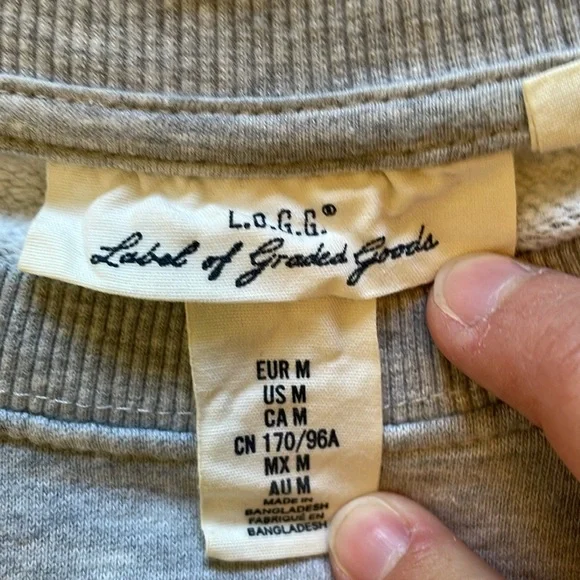 L.O.G.G.®
Label of Graded Goods
EUR M
US M
CA M
CN 170/96A
MX M
AU M
MADE IN
BANGLADESH
FABRIQUÉ EN
BANGLADESH